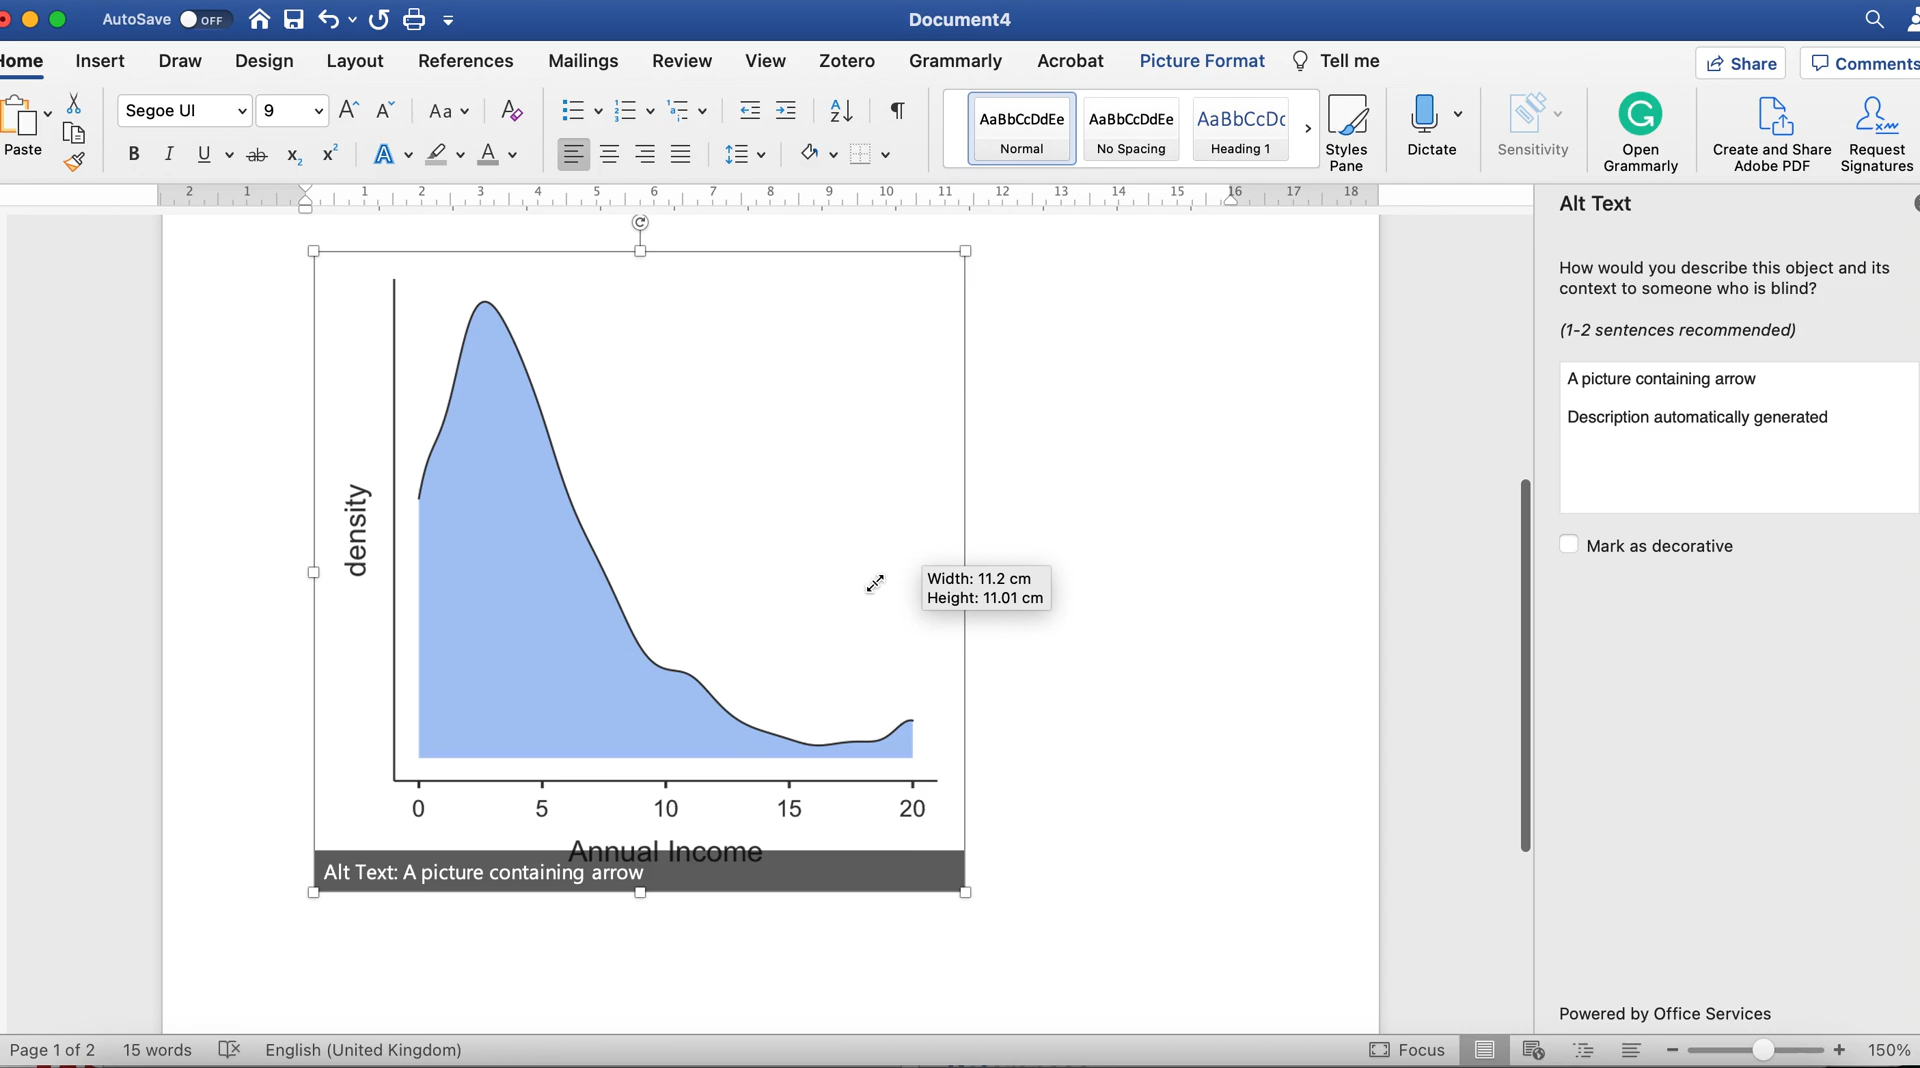 AutoSave OFF Document4
Home Insert Draw Design Layout References Mailings Review View Zotero Grammarly Acrobat Picture Format Tell me Share Comments
Paste Segoe UI 9 Aa AaBbCcDdEe AaBbCcDdEe AaBbCcDc
Normal No Spacing Heading 1
Styles Pane Dictate Sensitivity Open Grammarly Create and Share Adobe PDF Request Signatures
2 1 1 2 3 4 5 6 7 8 9 10 11 12 13 14 15 16 17 18
density
0 5 10 15 20
Annual Income
Alt Text: A picture containing arrow
Width: 11.2 cm
Height: 11.01 cm
Alt Text
How would you describe this object and its
context to someone who is blind?
(1-2 sentences recommended)
A picture containing arrow
Description automatically generated
Mark as decorative
Powered by Office Services
Page 1 of 2 15 words English (United Kingdom) Focus 150%